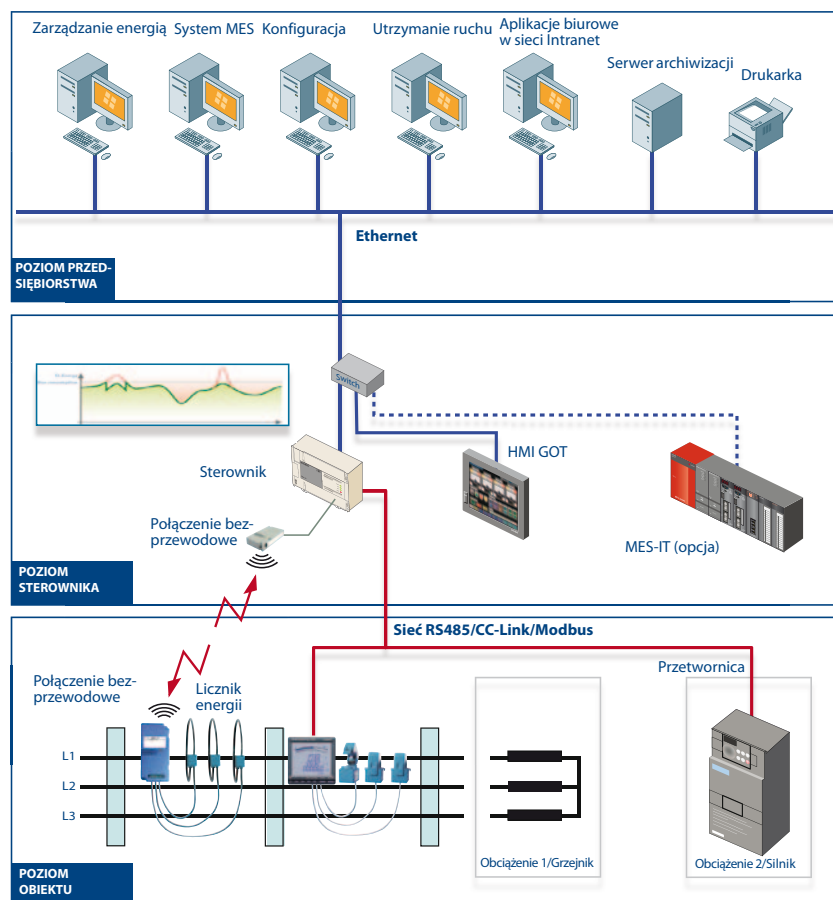 Zarządzanie energią
System MES
Konfiguracja
Utrzymanie ruchu
Aplikacje biurowe
w sieci Intranet
Serwer archiwizacji
Drukarka
Ethernet
POZIOM PRZED-
SIĘBIORSTWA
Switch
HMI GOT
Sterownik
Połączenie bez-
przewodowe
MES-IT (opcja)
POZIOM
STEROWNIKA
Sieć RS485/CC-Link/Modbus
Przetwornica
Połączenie bez-
przewodowe
Licznik
energii
L1
L2
L3
Obciążenie 1/Grzejnik
Obciążenie 2/Silnik
POZIOM
OBIEKTU